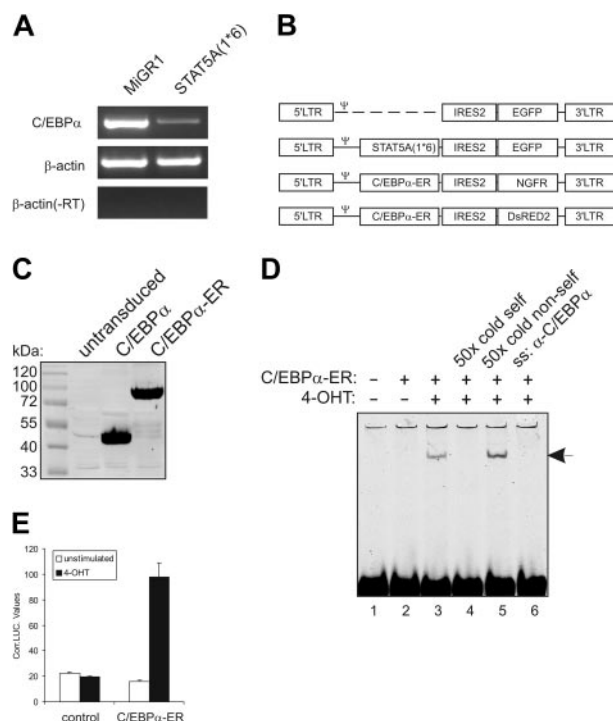 A
MiGR1
STAT5A(1*6)
C/EBPα
β-actin
β-actin(-RT)
B
5'LTR Ψ IRES2 EGFP 3'LTR
5'LTR Ψ STAT5A(1*6) IRES2 EGFP 3'LTR
5'LTR Ψ C/EBPα-ER IRES2 NGFR 3'LTR
5'LTR Ψ C/EBPα-ER IRES2 DsRED2 3'LTR
C
untransduced
C/EBPα
C/EBPα-ER
kDa:
120
100
72
55
40
33
D
50x cold self
50x cold non-self
ss: α-C/EBPα
C/EBPα-ER: – + + + + +
4-OHT: – – + + + +
1 2 3 4 5 6
E
unstimulated
4-OHT
Corr.LUC. Values
120
100
80
60
40
20
0
control C/EBPα-ER